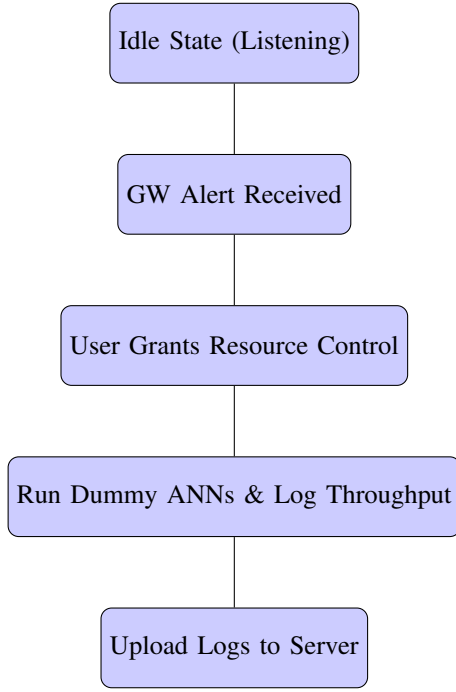 Idle State (Listening)
GW Alert Received
User Grants Resource Control
Run Dummy ANNs & Log Throughput
Upload Logs to Server